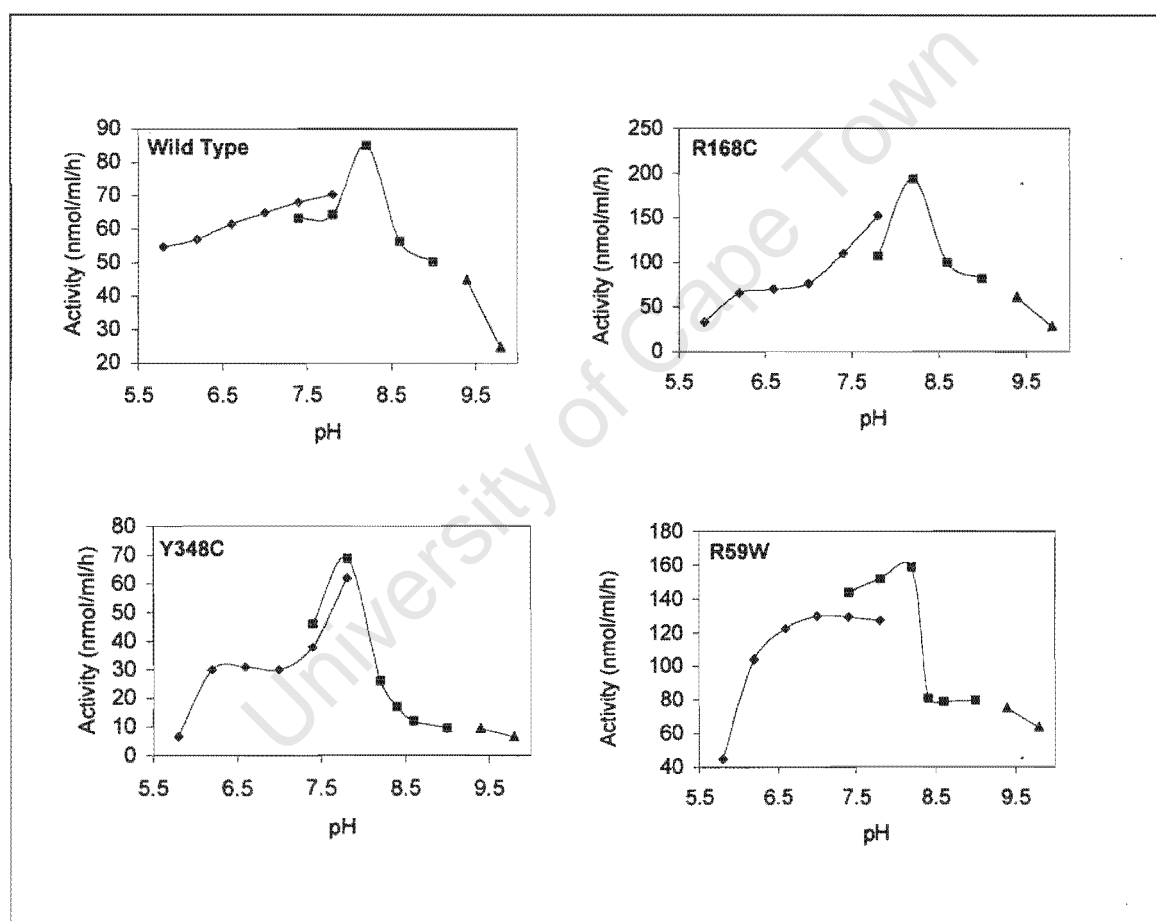 Wild Type
Activity (nmol/ml/h)
90
80
70
60
50
40
30
20
5.5 6.5 7.5 8.5 9.5
pH
R168C
Activity (nmol/ml/h)
250
200
150
100
50
0
5.5 6.5 7.5 8.5 9.5
pH
Y348C
Activity (nmol/ml/h)
80
70
60
50
40
30
20
10
0
5.5 6.5 7.5 8.5 9.5
pH
R59W
Activity (nmol/ml/h)
180
160
140
120
100
80
60
40
5.5 6.5 7.5 8.5 9.5
pH
University of Cape Town